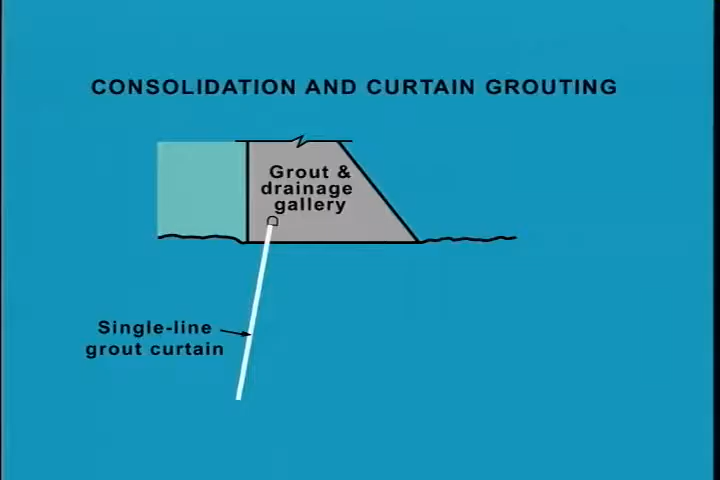 CONSOLIDATION AND CURTAIN GROUTING
Grout &
drainage
gallery
Single-line
grout curtain